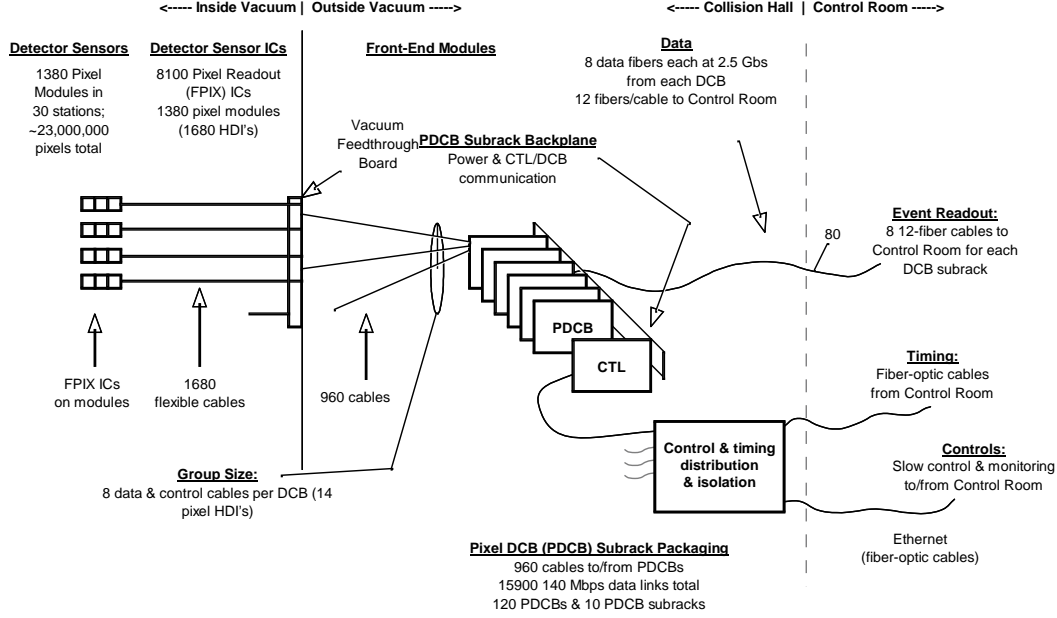 <----- Inside Vacuum | Outside Vacuum ----->
<----- Collision Hall | Control Room ----->
Detector Sensors
1380 Pixel
Modules in
30 stations;
~23,000,000
pixels total
Detector Sensor ICs
8100 Pixel Readout
(FPIX) ICs
1380 pixel modules
(1680 HDI's)
Front-End Modules
Data
8 data fibers each at 2.5 Gbs
from each DCB
12 fibers/cable to Control Room
Vacuum
Feedthrough
Board
PDCB Subrack Backplane
Power & CTL/DCB
communication
80
Event Readout:
8 12-fiber cables to
Control Room for each
DCB subrack
PDCB
CTL
FPIX ICs
on modules
1680
flexible cables
960 cables
Timing:
Fiber-optic cables
from Control Room
Control & timing
distribution
& isolation
Controls:
Slow control & monitoring
to/from Control Room
Group Size:
8 data & control cables per DCB (14
pixel HDI's)
Ethernet
(fiber-optic cables)
Pixel DCB (PDCB) Subrack Packaging
960 cables to/from PDCBs
15900 140 Mbps data links total
120 PDCBs & 10 PDCB subracks